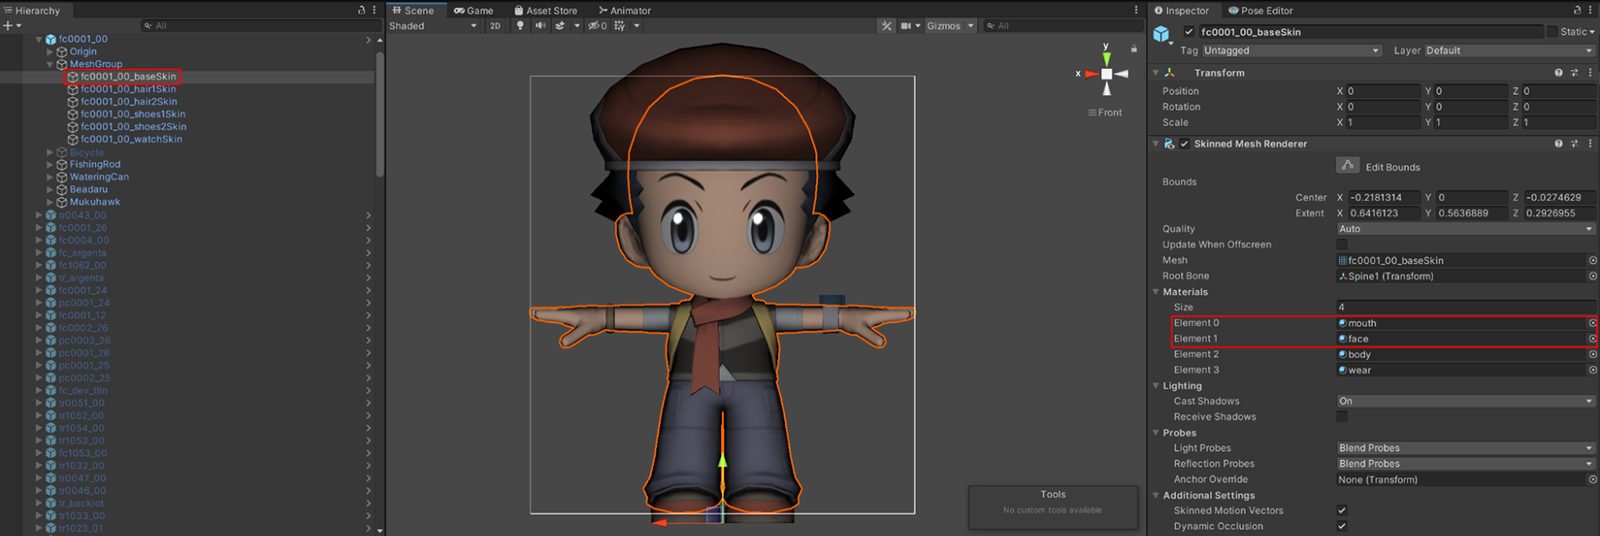 Hierarchy
All
fc0001_00
Origin
MeshGroup
fc0001_00_baseSkin
fc0001_00_hair1Skin
fc0001_00_hair2Skin
fc0001_00_shoes1Skin
fc0001_00_shoes2Skin
fc0001_00_watchSkin
Bicycle
FishingRod
WateringCan
Beadaru
Mukuhawk
tr0043_00
fc0001_26
fc0004_00
fc_argenta
fc1062_00
tr_argenta
fc0001_24
pc0001_24
fc0001_12
fc0002_26
pc0002_26
pc0001_26
pc0001_25
pc0002_25
fc_dev_ttin
tr0051_00
tr1052_00
tr1054_00
tr1053_00
fc1053_00
tr1032_00
tr0047_00
tr0046_00
tr_backlot
tr1033_00
tr1023_01
Scene Game Asset Store Animator
Shaded 2D 0 Gizmos All
y
x
Front
Tools
No custom tools available
Inspector Pose Editor
fc0001_00_baseSkin Static
Tag Untagged Layer Default
Transform
Position X 0 Y 0 Z 0
Rotation X 0 Y 0 Z 0
Scale X 1 Y 1 Z 1
Skinned Mesh Renderer
Edit Bounds
Bounds
Center X -0.2181314 Y 0 Z -0.0274629
Extent X 0.6416123 Y 0.5636889 Z 0.2926955
Quality Auto
Update When Offscreen
Mesh fc0001_00_baseSkin
Root Bone Spine1 (Transform)
Materials
Size 4
Element 0 mouth
Element 1 face
Element 2 body
Element 3 wear
Lighting
Cast Shadows On
Receive Shadows
Probes
Light Probes Blend Probes
Reflection Probes Blend Probes
Anchor Override None (Transform)
Additional Settings
Skinned Motion Vectors
Dynamic Occlusion